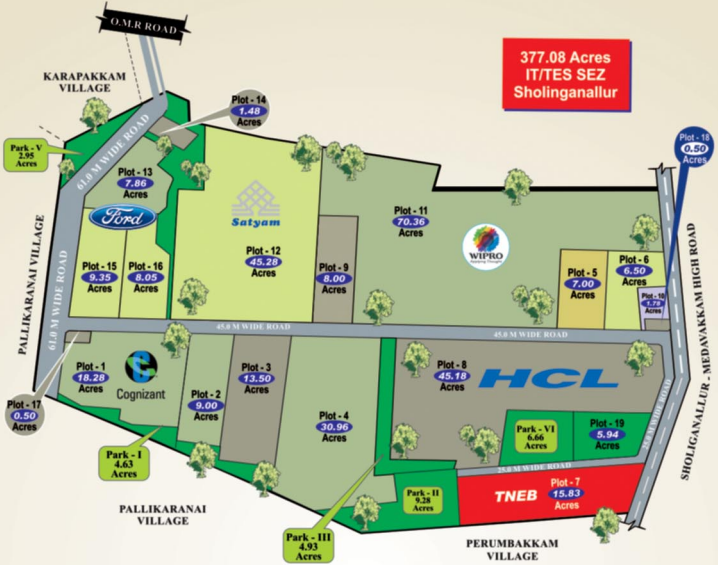 O.M.R ROAD
377.08 Acres
IT/TES SEZ
Sholinganallur
KARAPAKKAM
VILLAGE
Plot - 14
1.48
Acres
Plot - 18
0.50
Acres
Park - V
2.95
Acres
61.0 M WIDE ROAD
Plot - 13
7.86
Acres
Ford
Satyam
Plot - 12
45.28
Acres
Plot - 11
70.36
Acres
WIPRO
Applying Thought
Plot - 9
8.00
Acres
Plot - 5
7.00
Acres
Plot - 6
6.50
Acres
Plot - 10
1.78
Acres
Plot - 15
9.35
Acres
Plot - 16
8.05
Acres
PALLIKARANAI VILLAGE
61.0 M WIDE ROAD
45.0 M WIDE ROAD
45.0 M WIDE ROAD
SHOLIGANALLUR - MEDAVAKKAM HIGH ROAD
Plot - 1
18.28
Acres
Cognizant
Plot - 2
9.00
Acres
Plot - 3
13.50
Acres
Plot - 4
30.96
Acres
Plot - 8
45.18
Acres
HCL
Plot - 17
0.50
Acres
Park - VI
6.66
Acres
Plot - 19
5.94
Acres
25.0 M WIDE ROAD
25.0 M WIDE ROAD
Park - I
4.63
Acres
Park - II
9.28
Acres
TNEB
Plot - 7
15.83
Acres
Park - III
4.93
Acres
PALLIKARANAI
VILLAGE
PERUMBAKKAM
VILLAGE